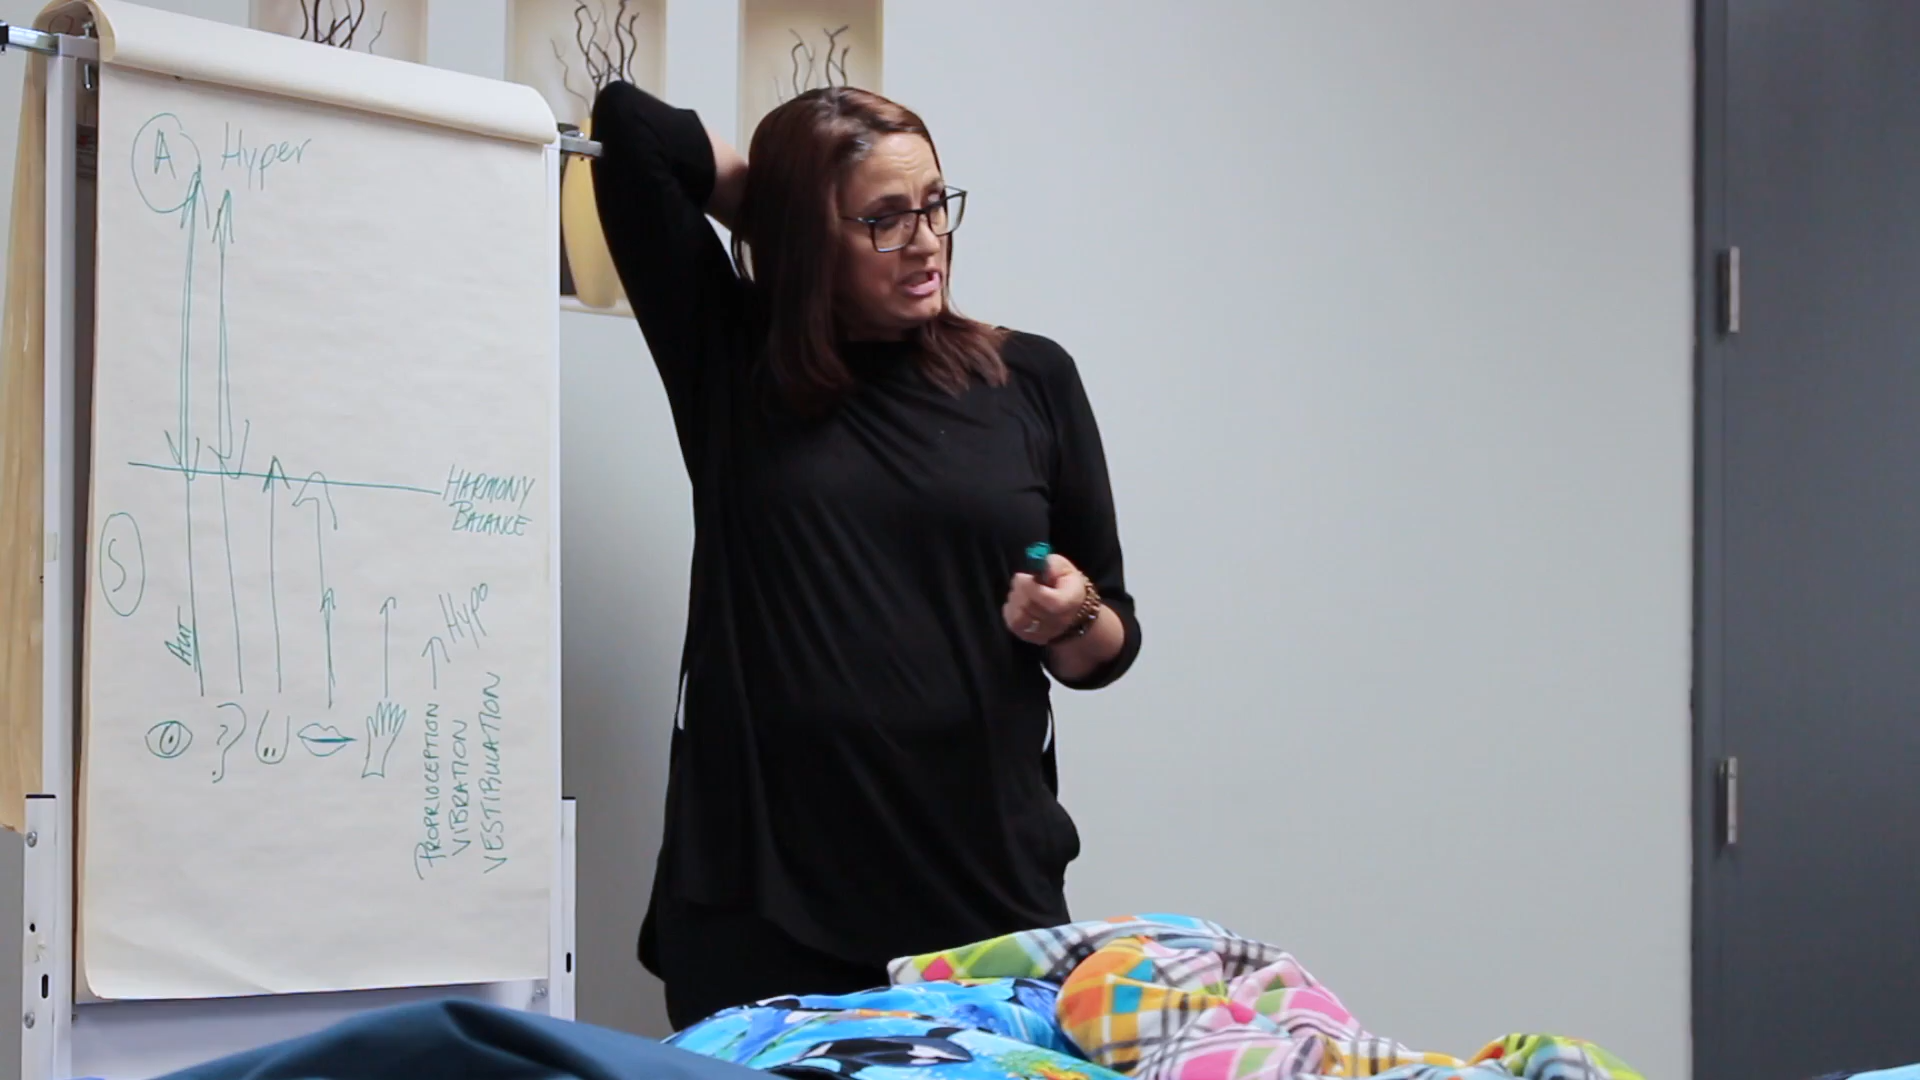 A Hyper
HARMONY
BALANCE
S
Aut
Hypo
PROPRIOCEPTION →
VIBRATION
VESTIBULATION